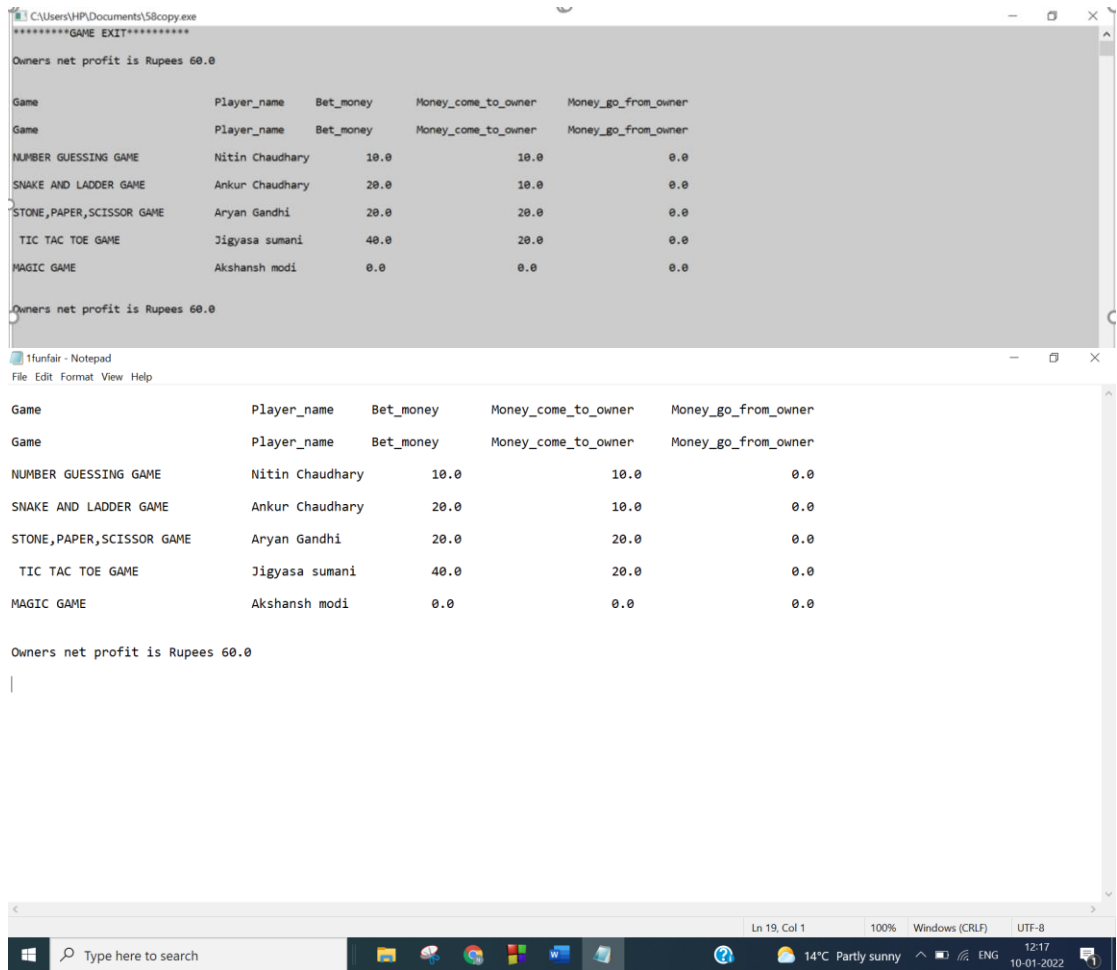 C:\Users\HP\Documents\58copy.exe
*********GAME EXIT**********
Owners net profit is Rupees 60.0
Game Player_name Bet_money Money_come_to_owner Money_go_from_owner
Game Player_name Bet_money Money_come_to_owner Money_go_from_owner
NUMBER GUESSING GAME Nitin Chaudhary 10.0 10.0 0.0
SNAKE AND LADDER GAME Ankur Chaudhary 20.0 10.0 0.0
STONE,PAPER,SCISSOR GAME Aryan Gandhi 20.0 20.0 0.0
TIC TAC TOE GAME Jigyasa sumani 40.0 20.0 0.0
MAGIC GAME Akshansh modi 0.0 0.0 0.0
Owners net profit is Rupees 60.0
1funfair - Notepad
File Edit Format View Help
Game Player_name Bet_money Money_come_to_owner Money_go_from_owner
Game Player_name Bet_money Money_come_to_owner Money_go_from_owner
NUMBER GUESSING GAME Nitin Chaudhary 10.0 10.0 0.0
SNAKE AND LADDER GAME Ankur Chaudhary 20.0 10.0 0.0
STONE,PAPER,SCISSOR GAME Aryan Gandhi 20.0 20.0 0.0
TIC TAC TOE GAME Jigyasa sumani 40.0 20.0 0.0
MAGIC GAME Akshansh modi 0.0 0.0 0.0
Owners net profit is Rupees 60.0
Ln 19, Col 1 100% Windows (CRLF) UTF-8
Type here to search 14°C Partly sunny ENG 12:17
10-01-2022 1